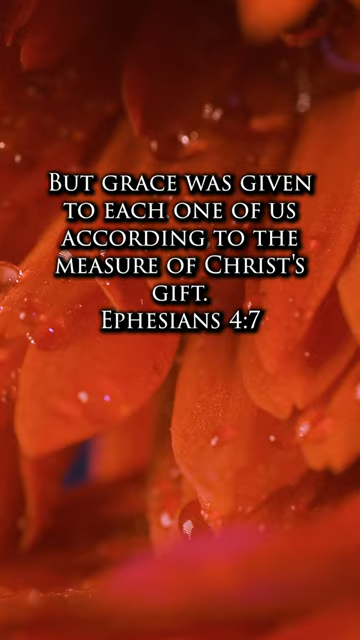 But grace was given
to each one of us
according to the
measure of Christ's
gift.
Ephesians 4:7